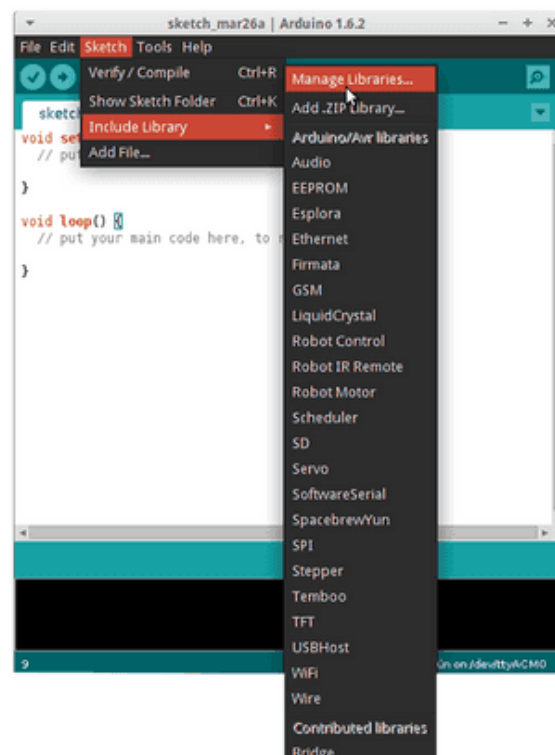 sketch_mar26a | Arduino 1.6.2
File Edit Sketch Tools Help
Verify / Compile Ctrl+R
Show Sketch Folder Ctrl+K
Include Library
Add File...
Manage Libraries...
Add .ZIP Library...
Arduino/Avr libraries
Audio
EEPROM
Esplora
Ethernet
Firmata
GSM
LiquidCrystal
Robot Control
Robot IR Remote
Robot Motor
Scheduler
SD
Servo
SoftwareSerial
SpacebrewYun
SPI
Stepper
Temboo
TFT
USBHost
WiFi
Wire
Contributed libraries
Bridge
sketc
void set
// put
}
void loop() {
// put your main code here, to
}
9
on /dev/ttyACM0